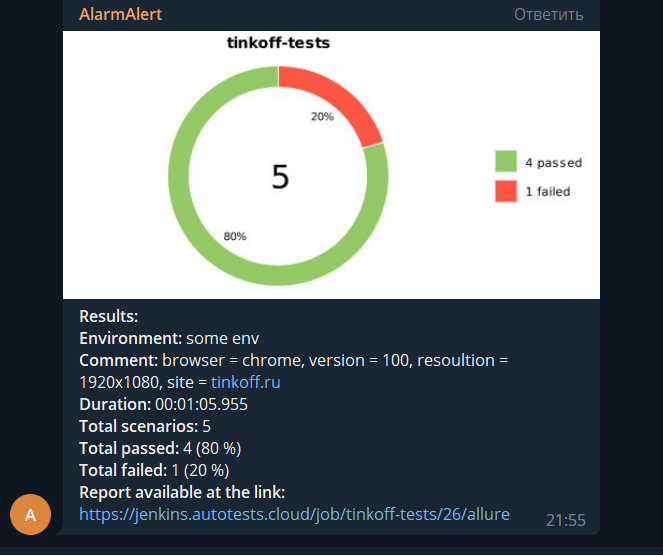 AlarmAlert Ответить
tinkoff-tests
20%
5
4 passed
1 failed
80%
Results:
Environment: some env
Comment: browser = chrome, version = 100, resoultion =
1920x1080, site = tinkoff.ru
Duration: 00:01:05.955
Total scenarios: 5
Total passed: 4 (80 %)
Total failed: 1 (20 %)
Report available at the link:
https://jenkins.autotests.cloud/job/tinkoff-tests/26/allure
A
21:55